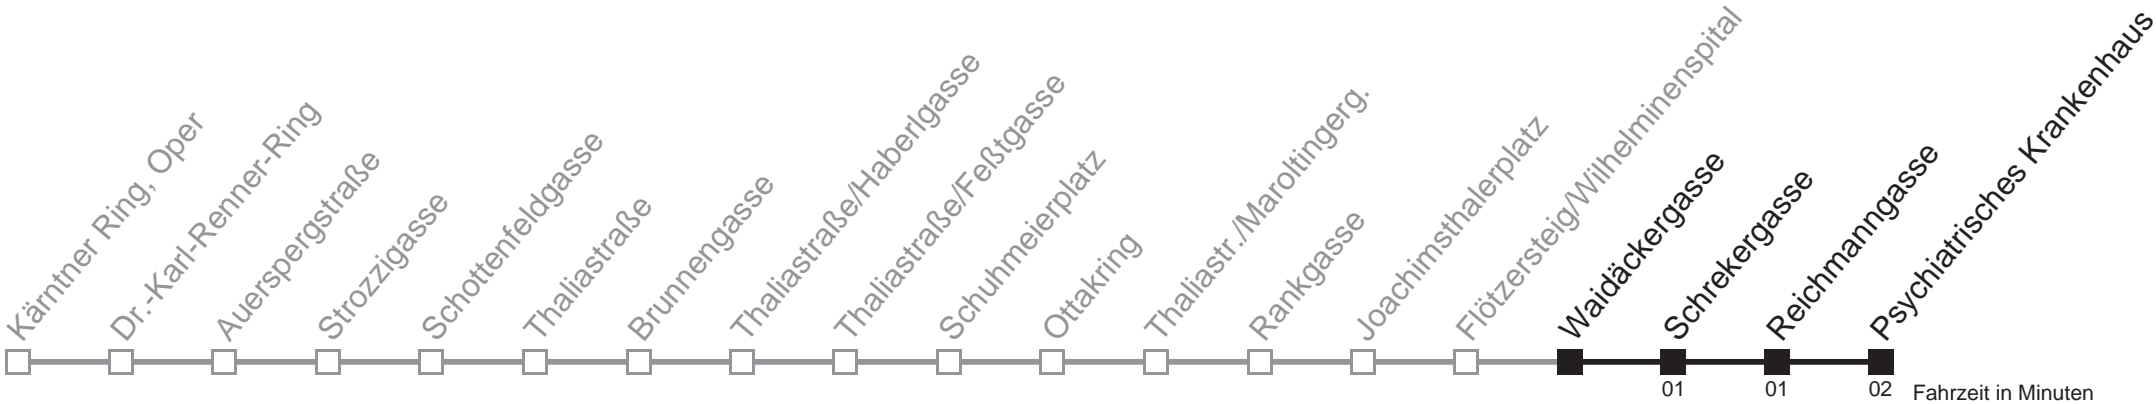 Kärntner Ring, Oper
Dr.-Karl-Renner-Ring
Auerspergstraße
Strozzigasse
Schottenfeldgasse
Thaliastraße
Brunnengasse
Thaliastraße/Haberlgasse
Thaliastraße/Feßtgasse
Schuhmeierplatz
Ottakring
Thaliastr./Maroltingerg.
Rankgasse
Joachimsthalerplatz
Flötzersteig/Wilhelminenspital
Waidäckergasse
Schrekergasse
Reichmanngasse
Psychiatrisches Krankenhaus
01 01 02 Fahrzeit in Minuten